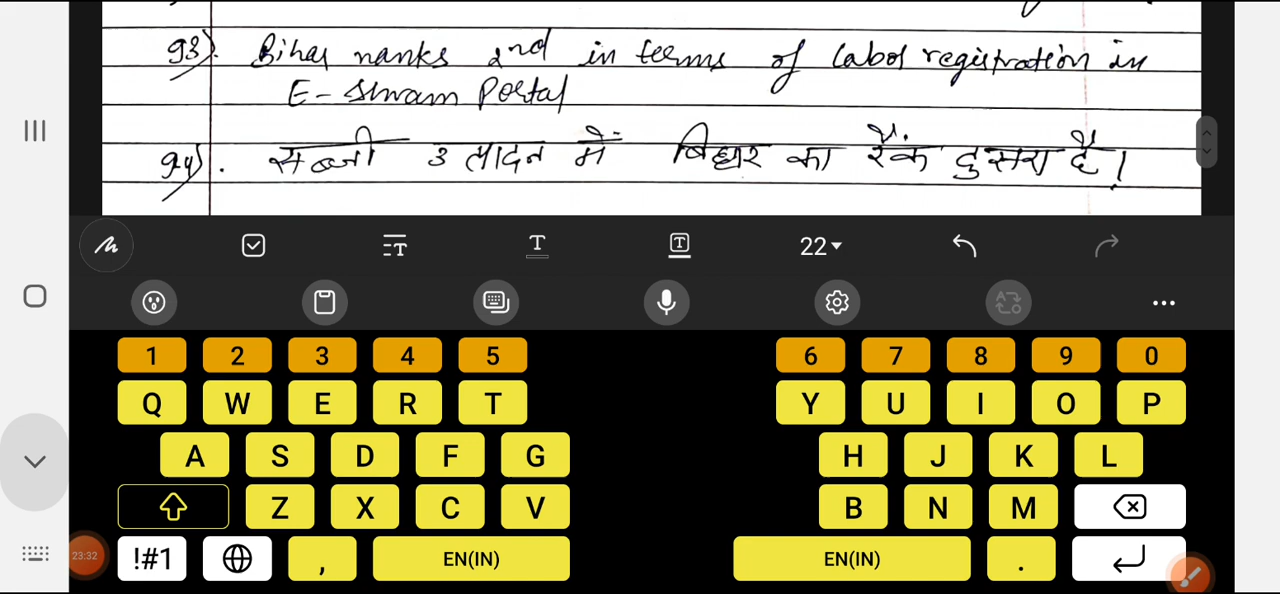 93). Bihar ranks 2nd in terms of labor registration in
E-Shram Portal
94). सब्जी उत्पादन में बिहार का रैंक दुसरा है।
22
1 2 3 4 5 6 7 8 9 0
Q W E R T Y U I O P
A S D F G H J K L
Z X C V B N M
23:32 !#1 , EN(IN) EN(IN) .